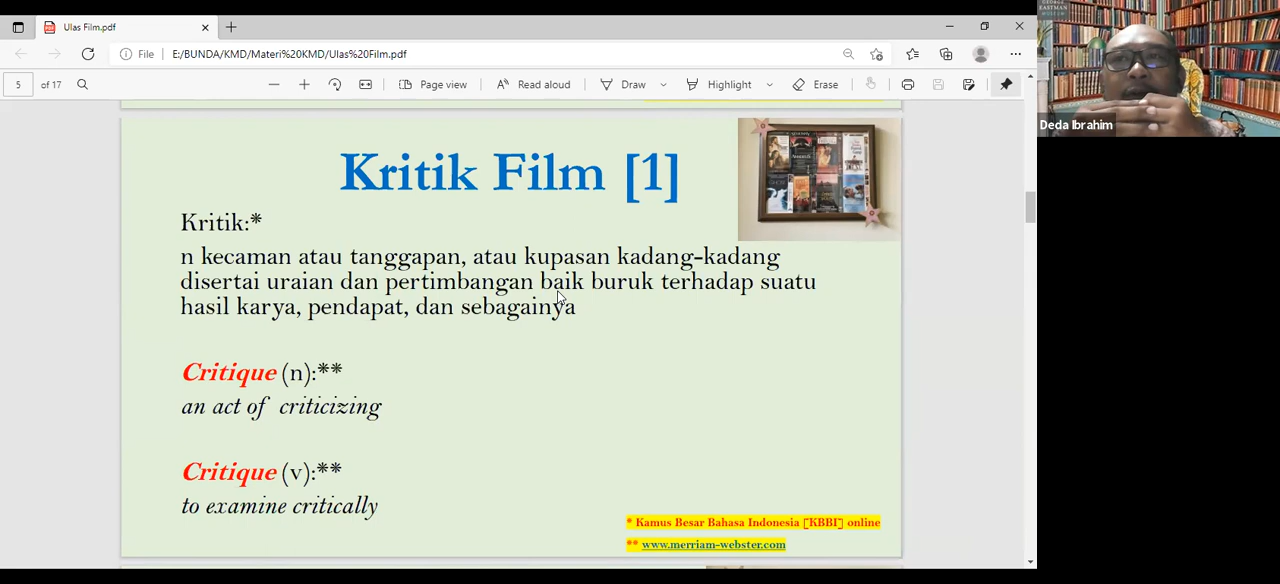 Ulas Film.pdf
File
E:/BUNDA/KMD/Materi%20KMD/Ulas%20Film.pdf
5 of 17
Page view
Read aloud
Draw
Highlight
Erase
GEORGE
EASTMAN
MUSEUM
Deda Ibrahim
Kritik Film [1]
Kritik:*
n kecaman atau tanggapan, atau kupasan kadang-kadang
disertai uraian dan pertimbangan baik buruk terhadap suatu
hasil karya, pendapat, dan sebagainya
Critique (n):**
an act of criticizing
Critique (v):**
to examine critically
* Kamus Besar Bahasa Indonesia [KBBI] online
** www.merriam-webster.com